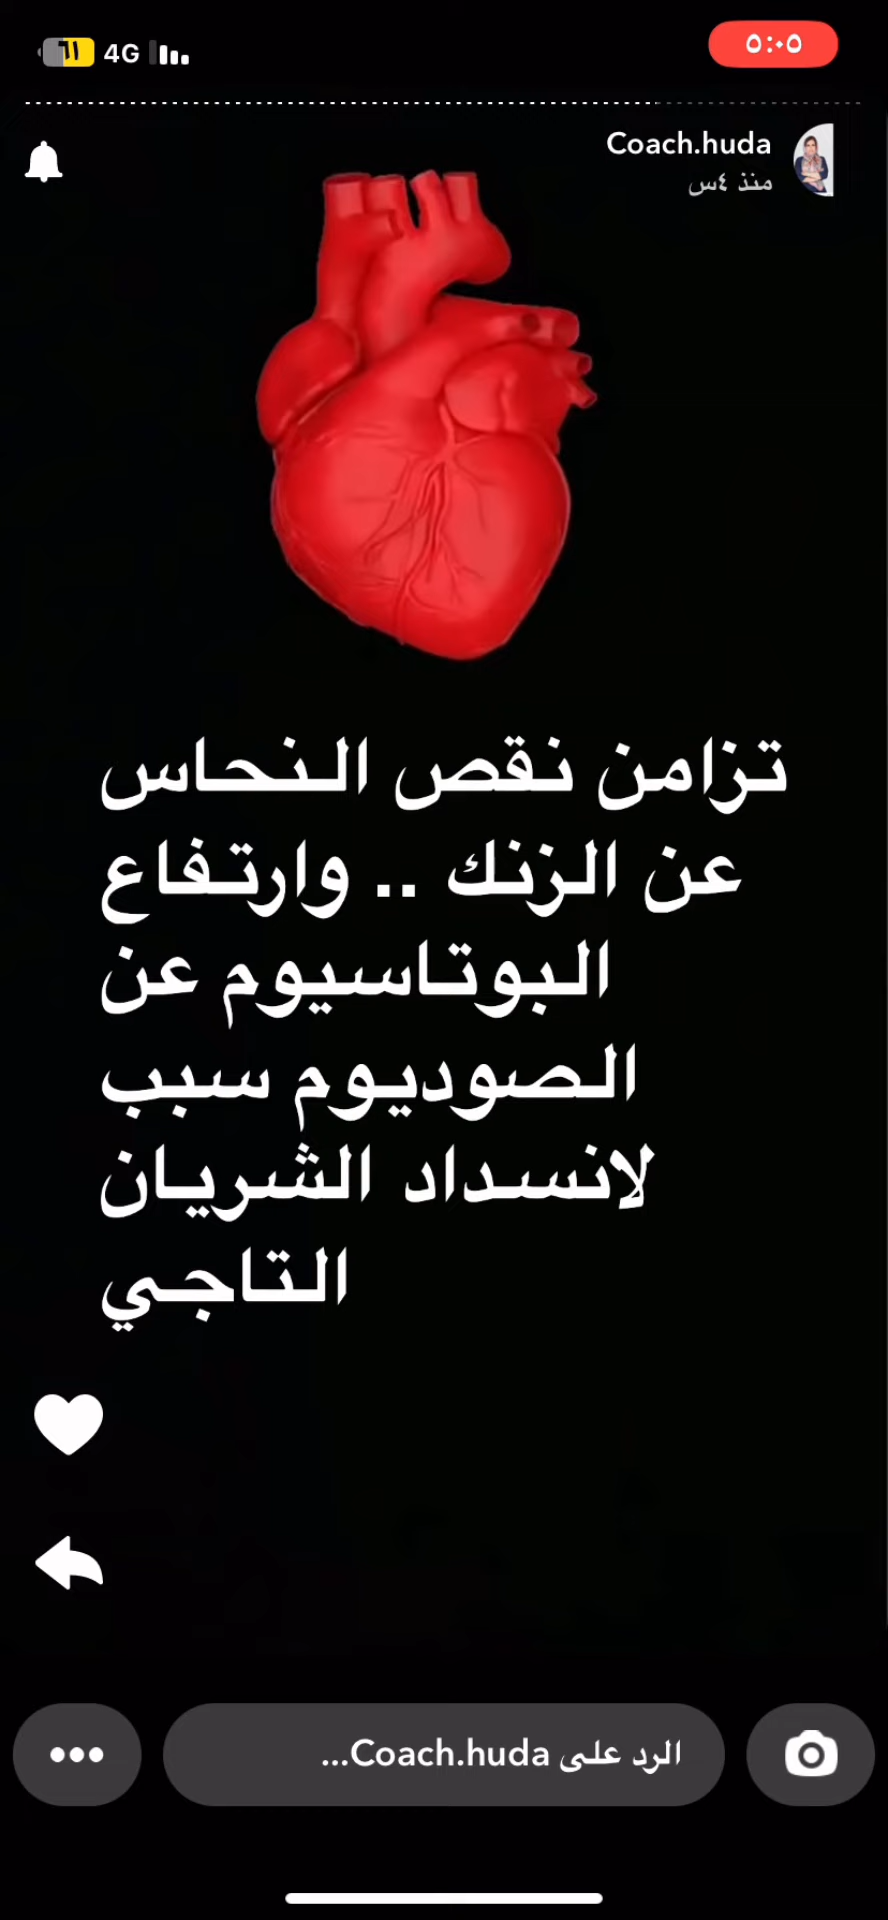 ٦١ 4G
٥:٠٥
Coach.huda
منذ ٤س
تزامن نقص النحاس
عن الزنك .. وارتفاع
البوتاسيوم عن
الصوديوم سبب
لانسداد الشريان
التاجي
الرد على Coach.huda...